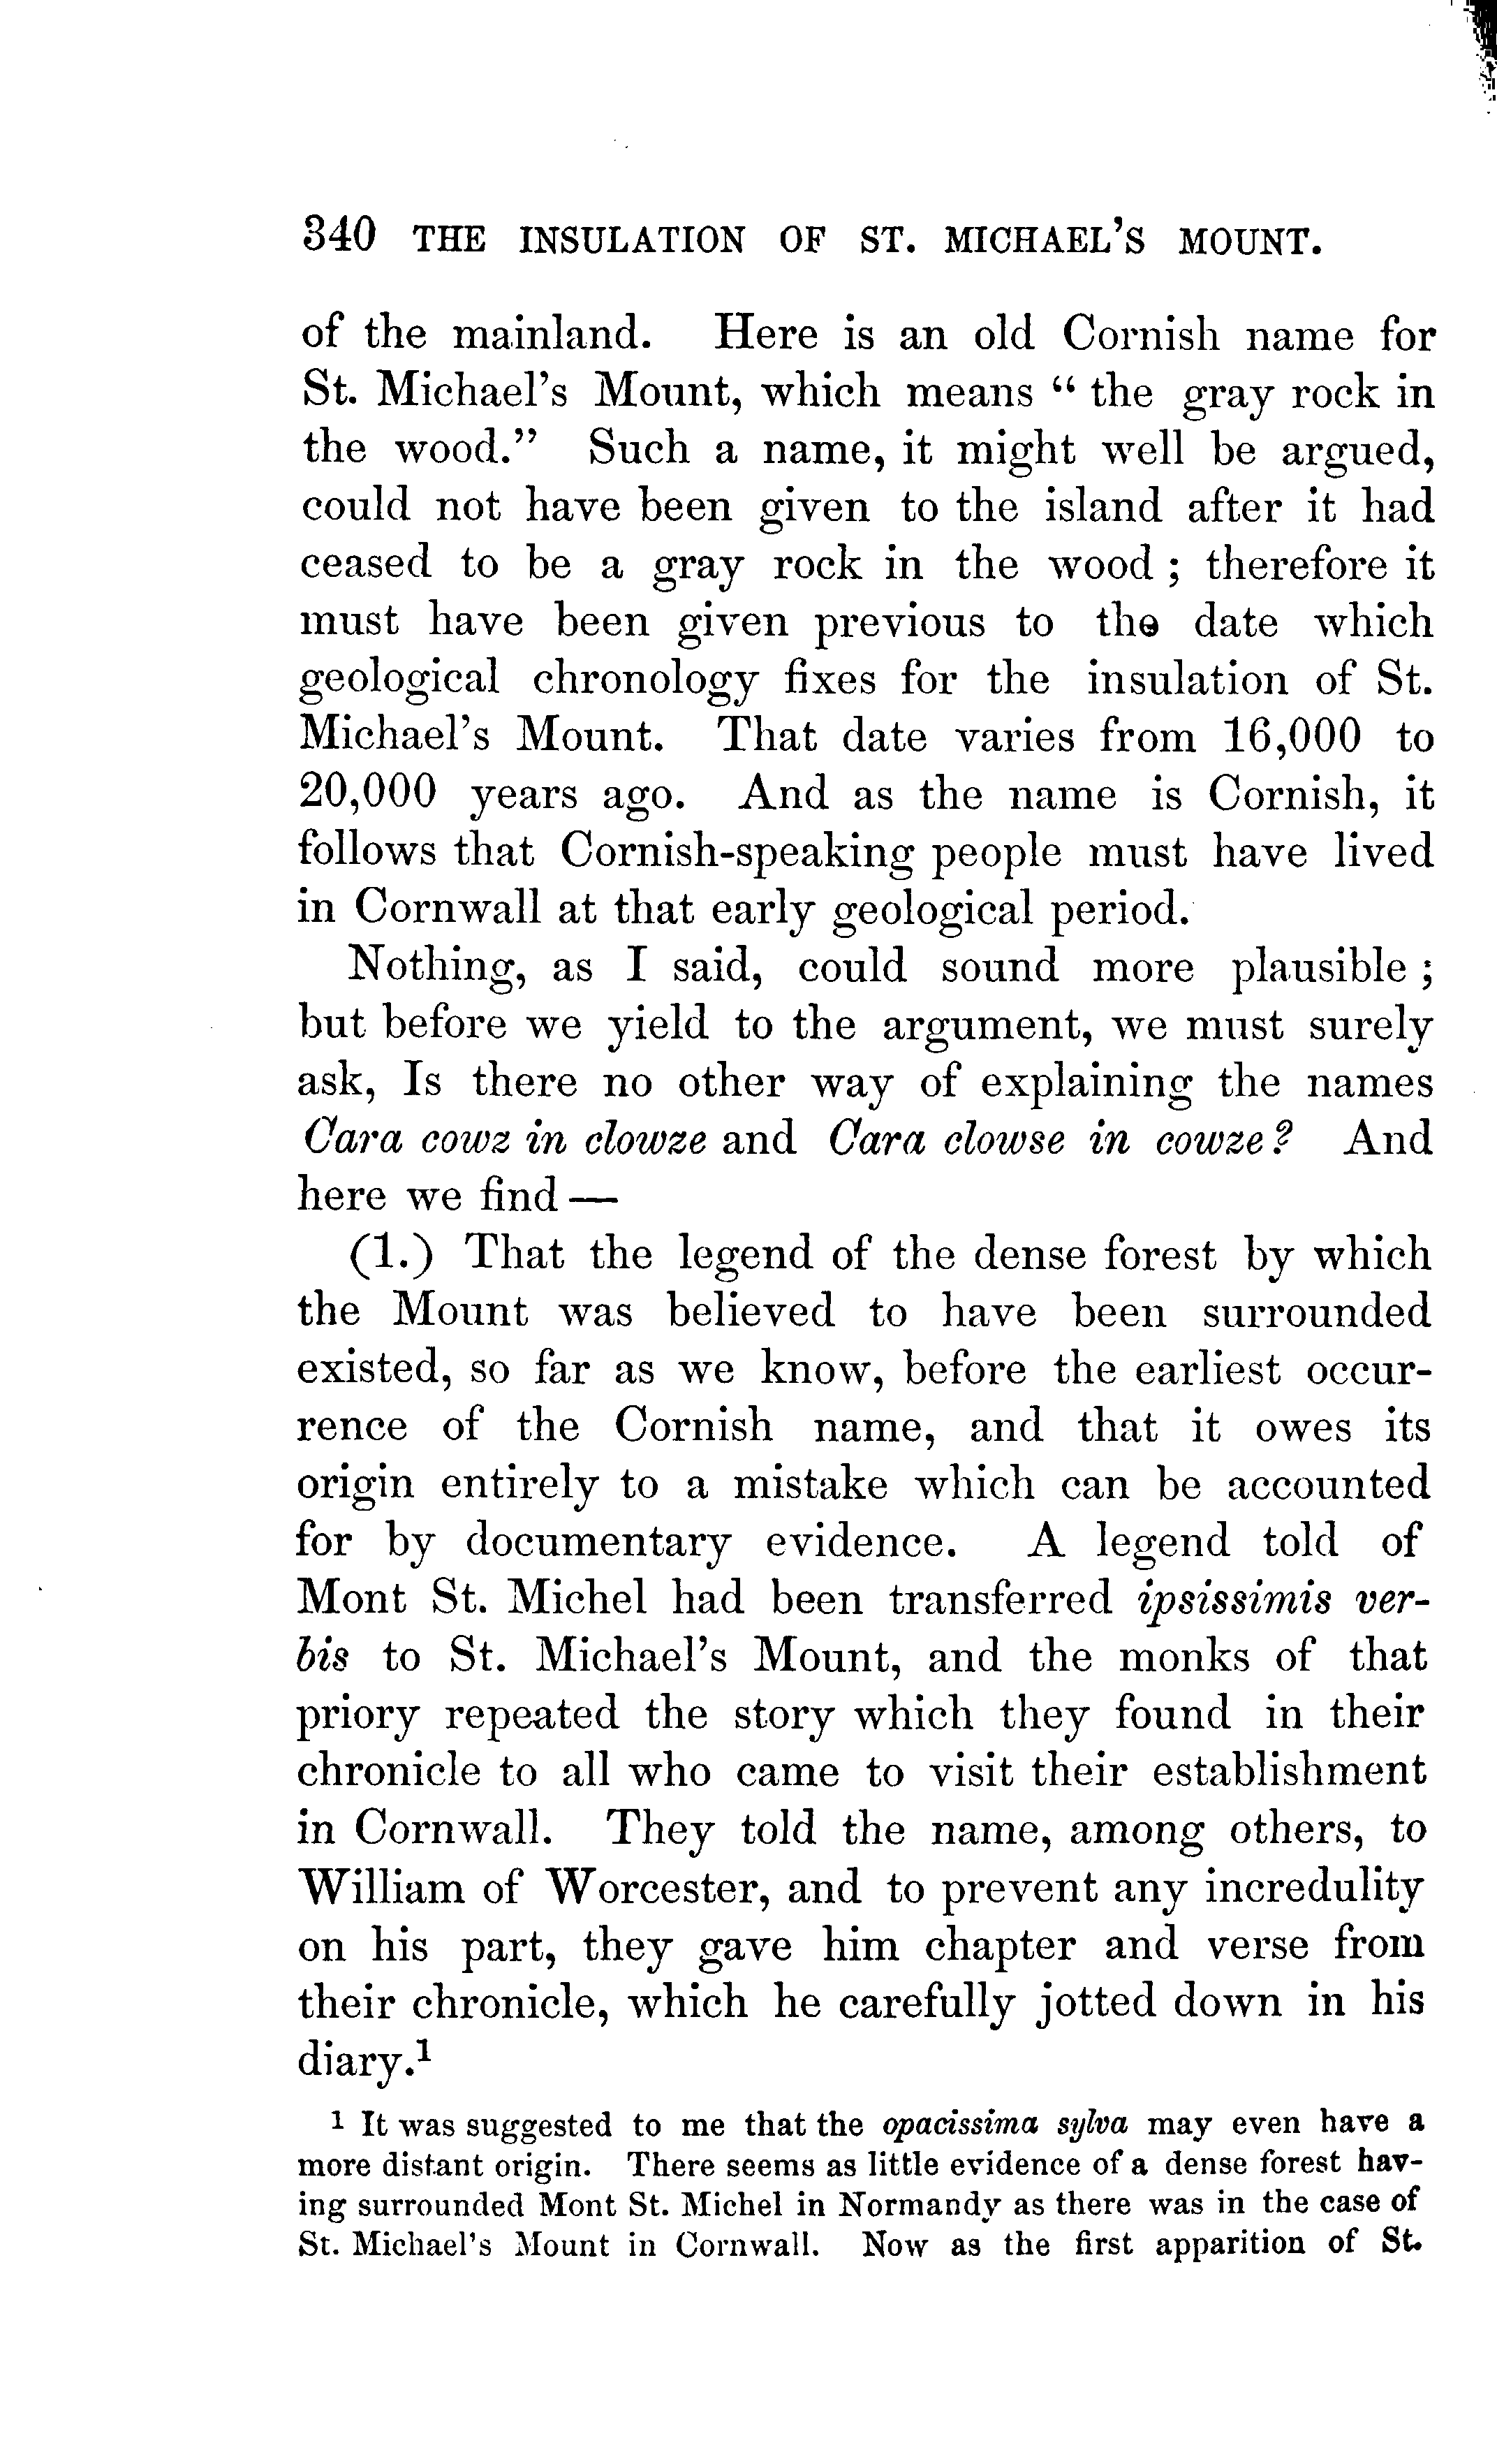 340 THE INSULATION OF ST. MICHAEL'S MOUNT.
of the mainland. Here is an old Cornish name for
St. Michael's Mount, which means “ the gray rock in
the wood.” Such a name, it might well be argued,
could not have been given to the island after it had
ceased to be a gray rock in the wood ; therefore it
must have been given previous to the date which
geological chronology fixes for the insulation of St.
Michael's Mount. That date varies from 16,000 to
20,000 years ago. And as the name is Cornish, it
follows that Cornish-speaking people must have lived
in Cornwall at that early geological period.
Nothing, as I said, could sound more plausible ;
but before we yield to the argument, we must surely
ask, Is there no other way of explaining the names
Cara cowz in clowze and Cara clowse in cowze? And
here we find —
(1.) That the legend of the dense forest by which
the Mount was believed to have been surrounded
existed, so far as we know, before the earliest occur-
rence of the Cornish name, and that it owes its
origin entirely to a mistake which can be accounted
for by documentary evidence. A legend told of
Mont St. Michel had been transferred ipsissimis ver-
bis to St. Michael's Mount, and the monks of that
priory repeated the story which they found in their
chronicle to all who came to visit their establishment
in Cornwall. They told the name, among others, to
William of Worcester, and to prevent any incredulity
on his part, they gave him chapter and verse from
their chronicle, which he carefully jotted down in his
diary.¹
¹ It was suggested to me that the opacissima sylva may even have a
more distant origin. There seems as little evidence of a dense forest hav-
ing surrounded Mont St. Michel in Normandy as there was in the case of
St. Michael's Mount in Cornwall. Now as the first apparition of St.